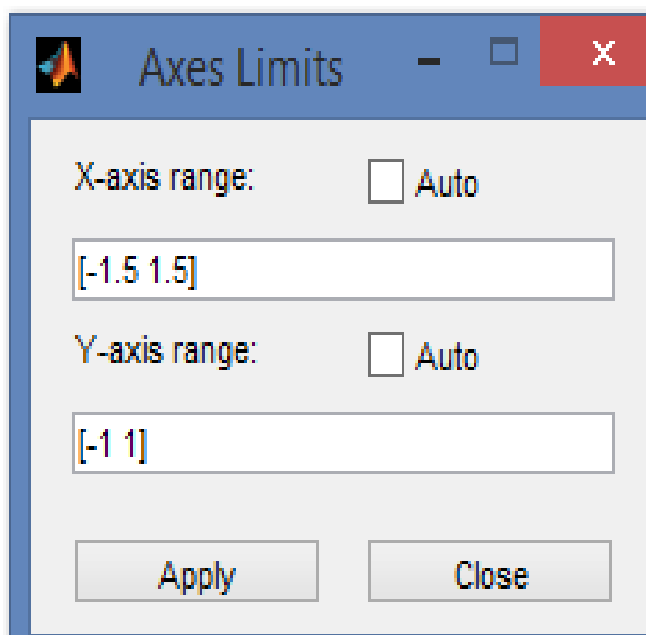 Axes Limits
X-axis range: Auto
[-1.5 1.5]
Y-axis range: Auto
[-1 1]
Apply Close